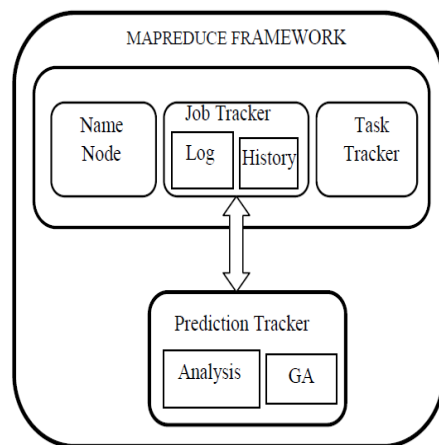 MAPREDUCE FRAMEWORK
Name
Node
Job Tracker
Log
History
Task
Tracker
Prediction Tracker
Analysis
GA